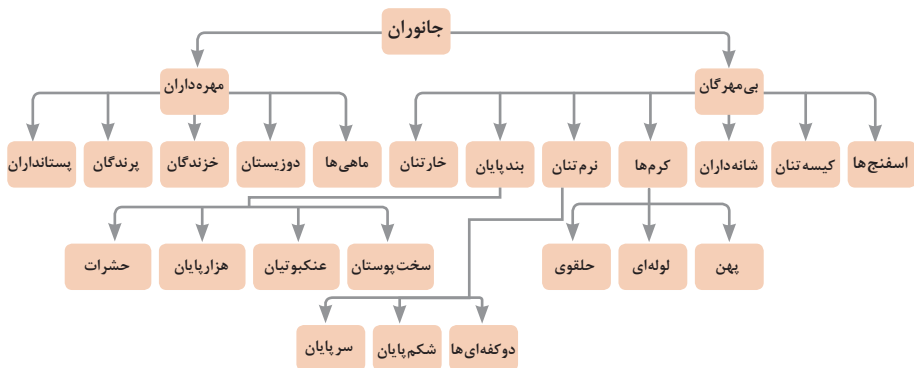 جانوران
بی‌مهرگان
مهره‌داران
اسفنج‌ها
کیسه‌تنان
شانه‌داران
کرم‌ها
نرم‌تنان
بندپایان
خارتنان
ماهی‌ها
دوزیستان
خزندگان
پرندگان
پستانداران
پهن
لوله‌ای
حلقوی
سخت‌پوستان
عنکبوتیان
هزارپایان
حشرات
دوکفه‌ای‌ها
شکم‌پایان
سرپایان